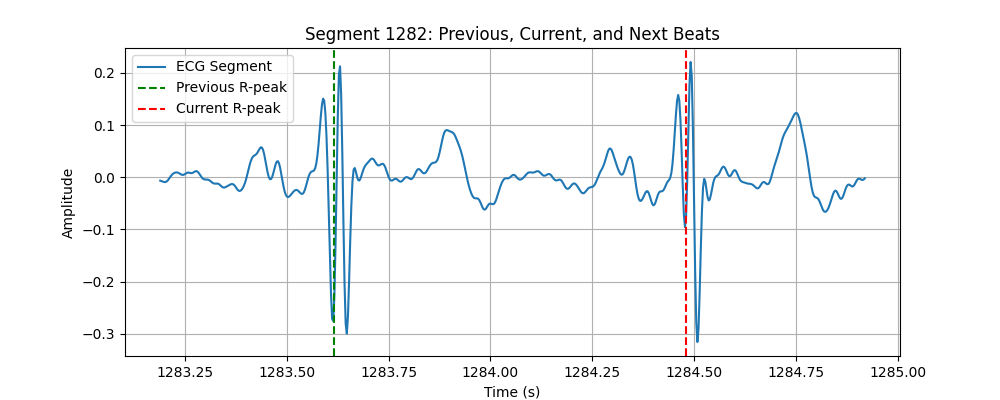 Segment 1282: Previous, Current, and Next Beats
ECG Segment
Previous R-peak
Current R-peak
Amplitude
0.2
0.1
0.0
−0.1
−0.2
−0.3
1283.25 1283.50 1283.75 1284.00 1284.25 1284.50 1284.75 1285.00
Time (s)